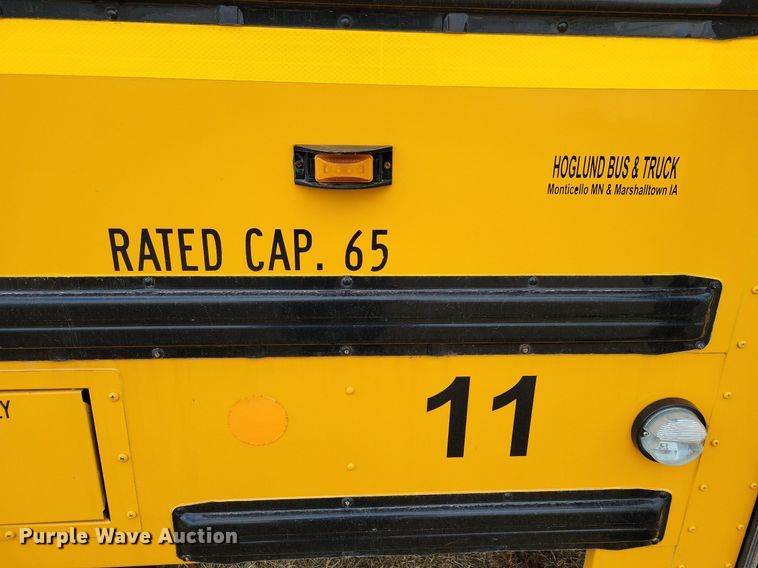 HOGLUND BUS & TRUCK
Monticello MN & Marshalltown IA
RATED CAP. 65
11
Purple Wave Auction